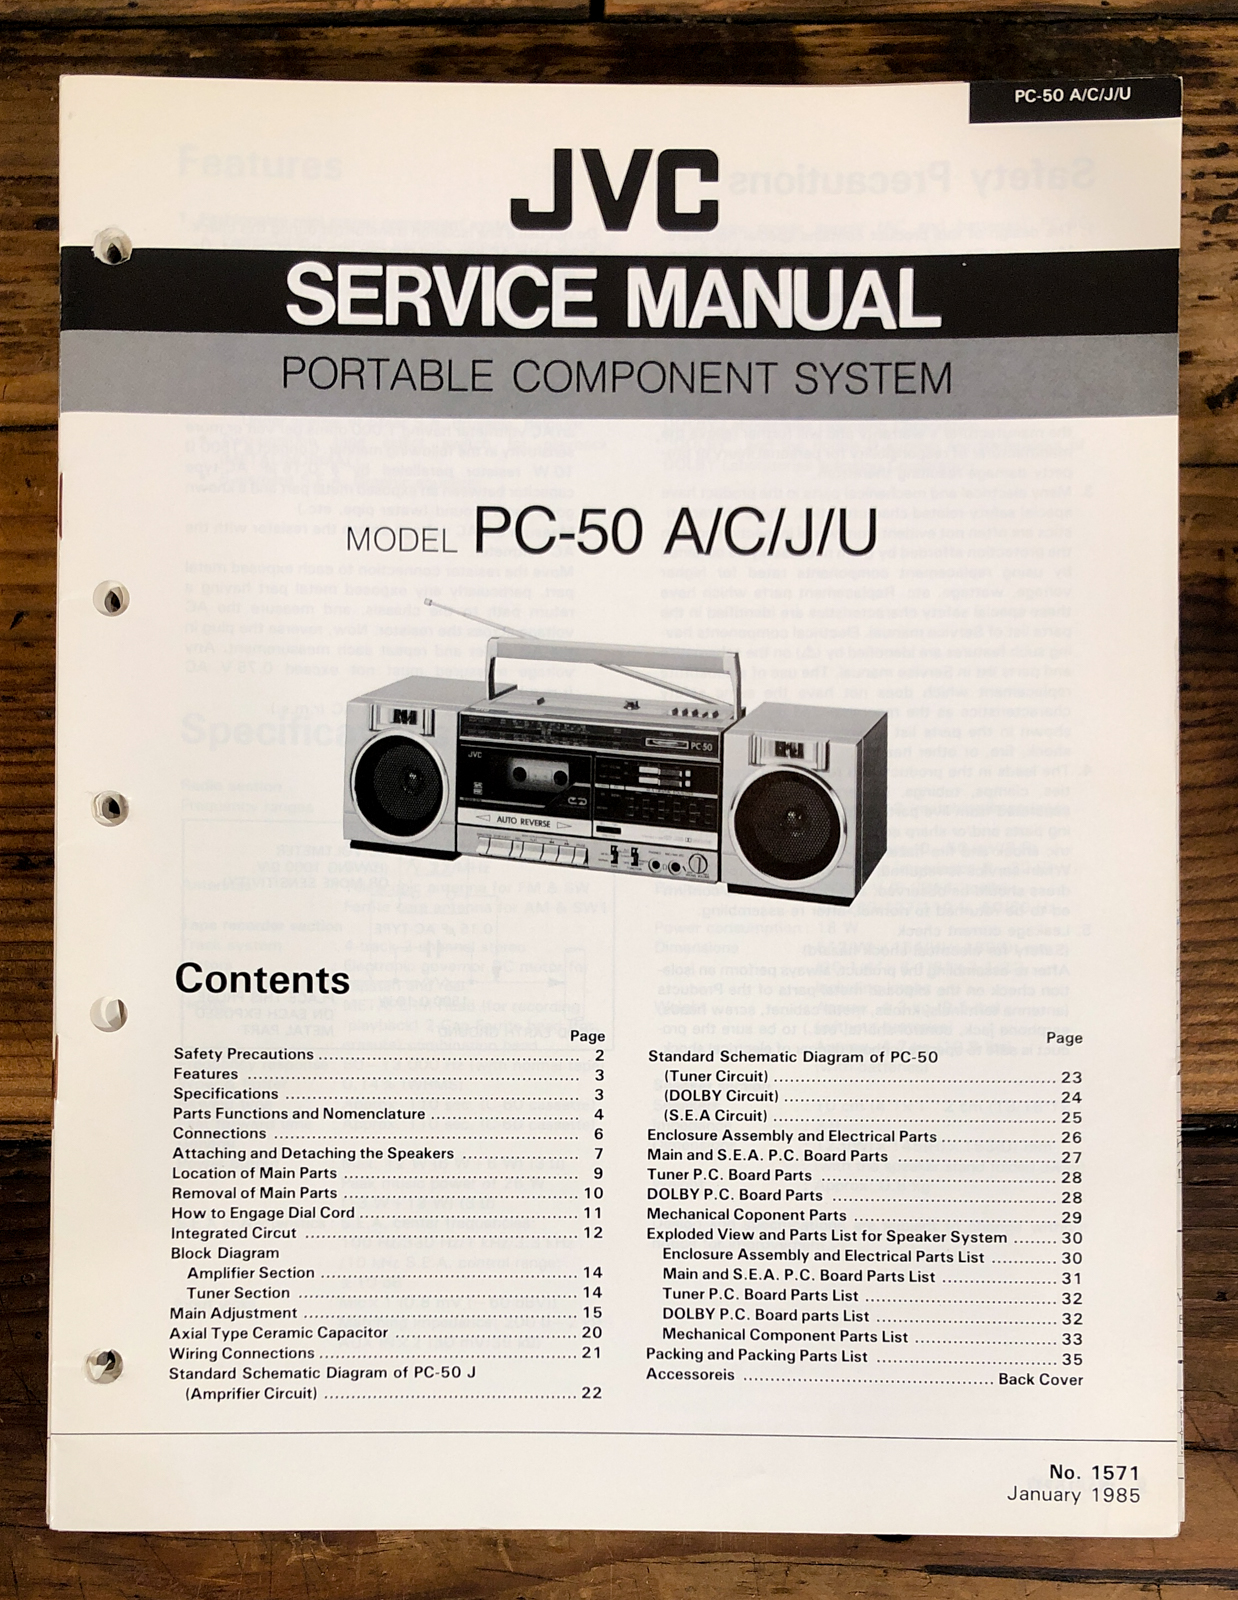 PC-50 A/C/J/U
JVC
SERVICE MANUAL
PORTABLE COMPONENT SYSTEM
MODEL PC-50 A/C/J/U
PC-50
JVC
AUTO REVERSE
Contents
Page
Safety Precautions ........ 2
Features ........ 3
Specifications ........ 3
Parts Functions and Nomenclature ........ 4
Connections ........ 6
Attaching and Detaching the Speakers ........ 7
Location of Main Parts ........ 9
Removal of Main Parts ........ 10
How to Engage Dial Cord ........ 11
Integrated Circut ........ 12
Block Diagram
Amplifier Section ........ 14
Tuner Section ........ 14
Main Adjustment ........ 15
Axial Type Ceramic Capacitor ........ 20
Wiring Connections ........ 21
Standard Schematic Diagram of PC-50 J
(Amprifier Circuit) ........ 22
Page
Standard Schematic Diagram of PC-50
(Tuner Circuit) ........ 23
(DOLBY Circuit) ........ 24
(S.E.A Circuit) ........ 25
Enclosure Assembly and Electrical Parts ........ 26
Main and S.E.A. P.C. Board Parts ........ 27
Tuner P.C. Board Parts ........ 28
DOLBY P.C. Board Parts ........ 28
Mechanical Coponent Parts ........ 29
Exploded View and Parts List for Speaker System ........ 30
Enclosure Assembly and Electrical Parts List ........ 30
Main and S.E.A. P.C. Board Parts List ........ 31
Tuner P.C. Board Parts List ........ 32
DOLBY P.C. Board parts List ........ 32
Mechanical Component Parts List ........ 33
Packing and Packing Parts List ........ 35
Accessoreis ........ Back Cover
No. 1571
January 1985